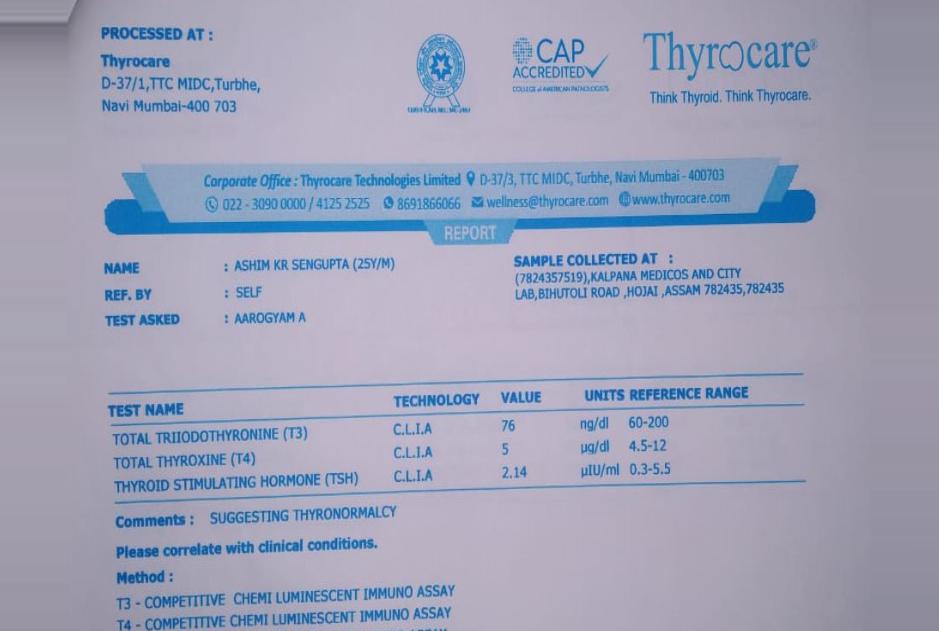 PROCESSED AT :
Thyrocare
D-37/1,TTC MIDC,Turbhe,
Navi Mumbai-400 703
CAP
ACCREDITED
COLLEGE of AMERICAN PATHOLOGISTS
Thyrocare®
Think Thyroid. Think Thyrocare.
Corporate Office : Thyrocare Technologies Limited D-37/3, TTC MIDC, Turbhe, Navi Mumbai - 400703
022 - 3090 0000 / 4125 2525 8691866066 wellness@thyrocare.com www.thyrocare.com
REPORT
NAME : ASHIM KR SENGUPTA (25Y/M)
REF. BY : SELF
TEST ASKED : AAROGYAM A
SAMPLE COLLECTED AT :
(7824357519),KALPANA MEDICOS AND CITY
LAB,BIHUTOLI ROAD ,HOJAI ,ASSAM 782435,782435
TEST NAME TECHNOLOGY VALUE UNITS REFERENCE RANGE
TOTAL TRIIODOTHYRONINE (T3) C.L.I.A 76 ng/dl 60-200
TOTAL THYROXINE (T4) C.L.I.A 5 µg/dl 4.5-12
THYROID STIMULATING HORMONE (TSH) C.L.I.A 2.14 µIU/ml 0.3-5.5
Comments : SUGGESTING THYRONORMALCY
Please correlate with clinical conditions.
Method :
T3 - COMPETITIVE CHEMI LUMINESCENT IMMUNO ASSAY
T4 - COMPETITIVE CHEMI LUMINESCENT IMMUNO ASSAY